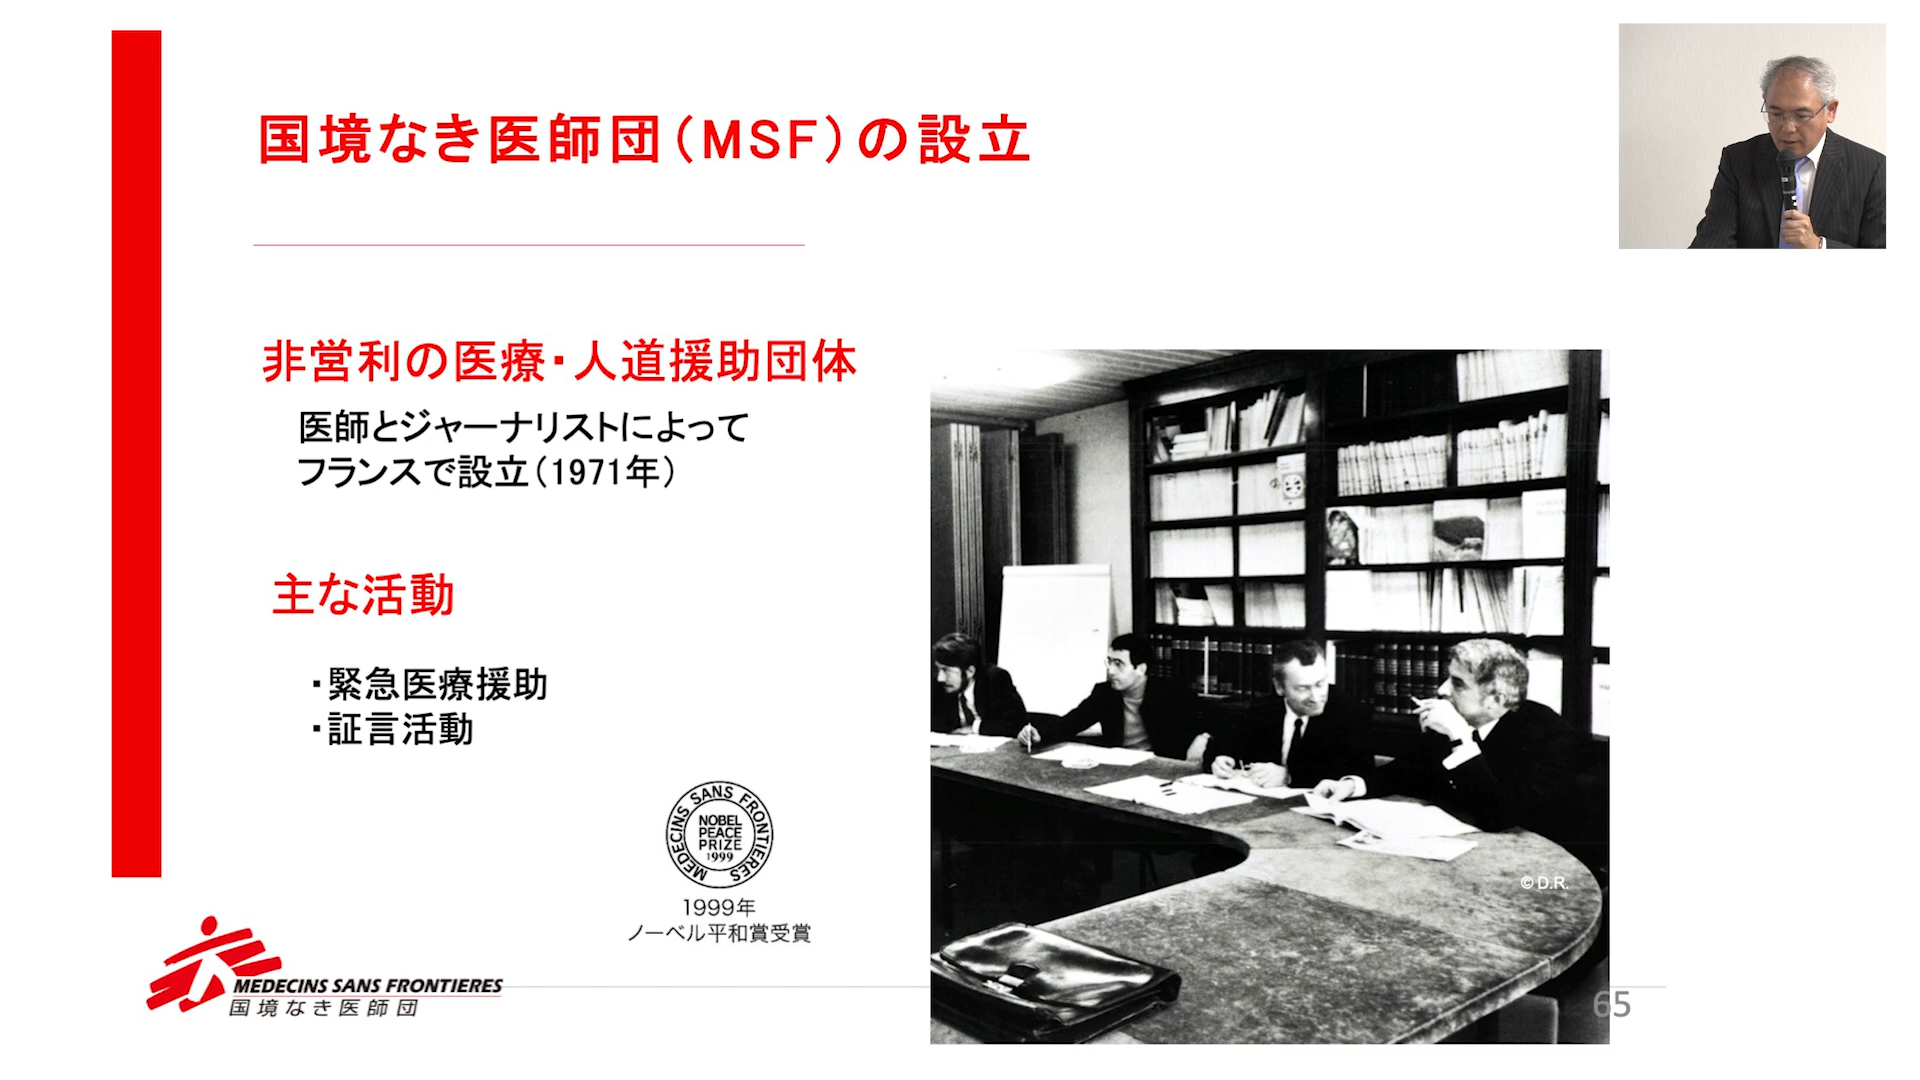 国境なき医師団（MSF）の設立
非営利の医療・人道援助団体
医師とジャーナリストによって
フランスで設立（1971年）
主な活動
・緊急医療援助
・証言活動
MEDECINS SANS FRONTIERES
NOBEL
PEACE
PRIZE
1999
1999年
ノーベル平和賞受賞
© D.R.
MEDECINS SANS FRONTIERES
国境なき医師団
65